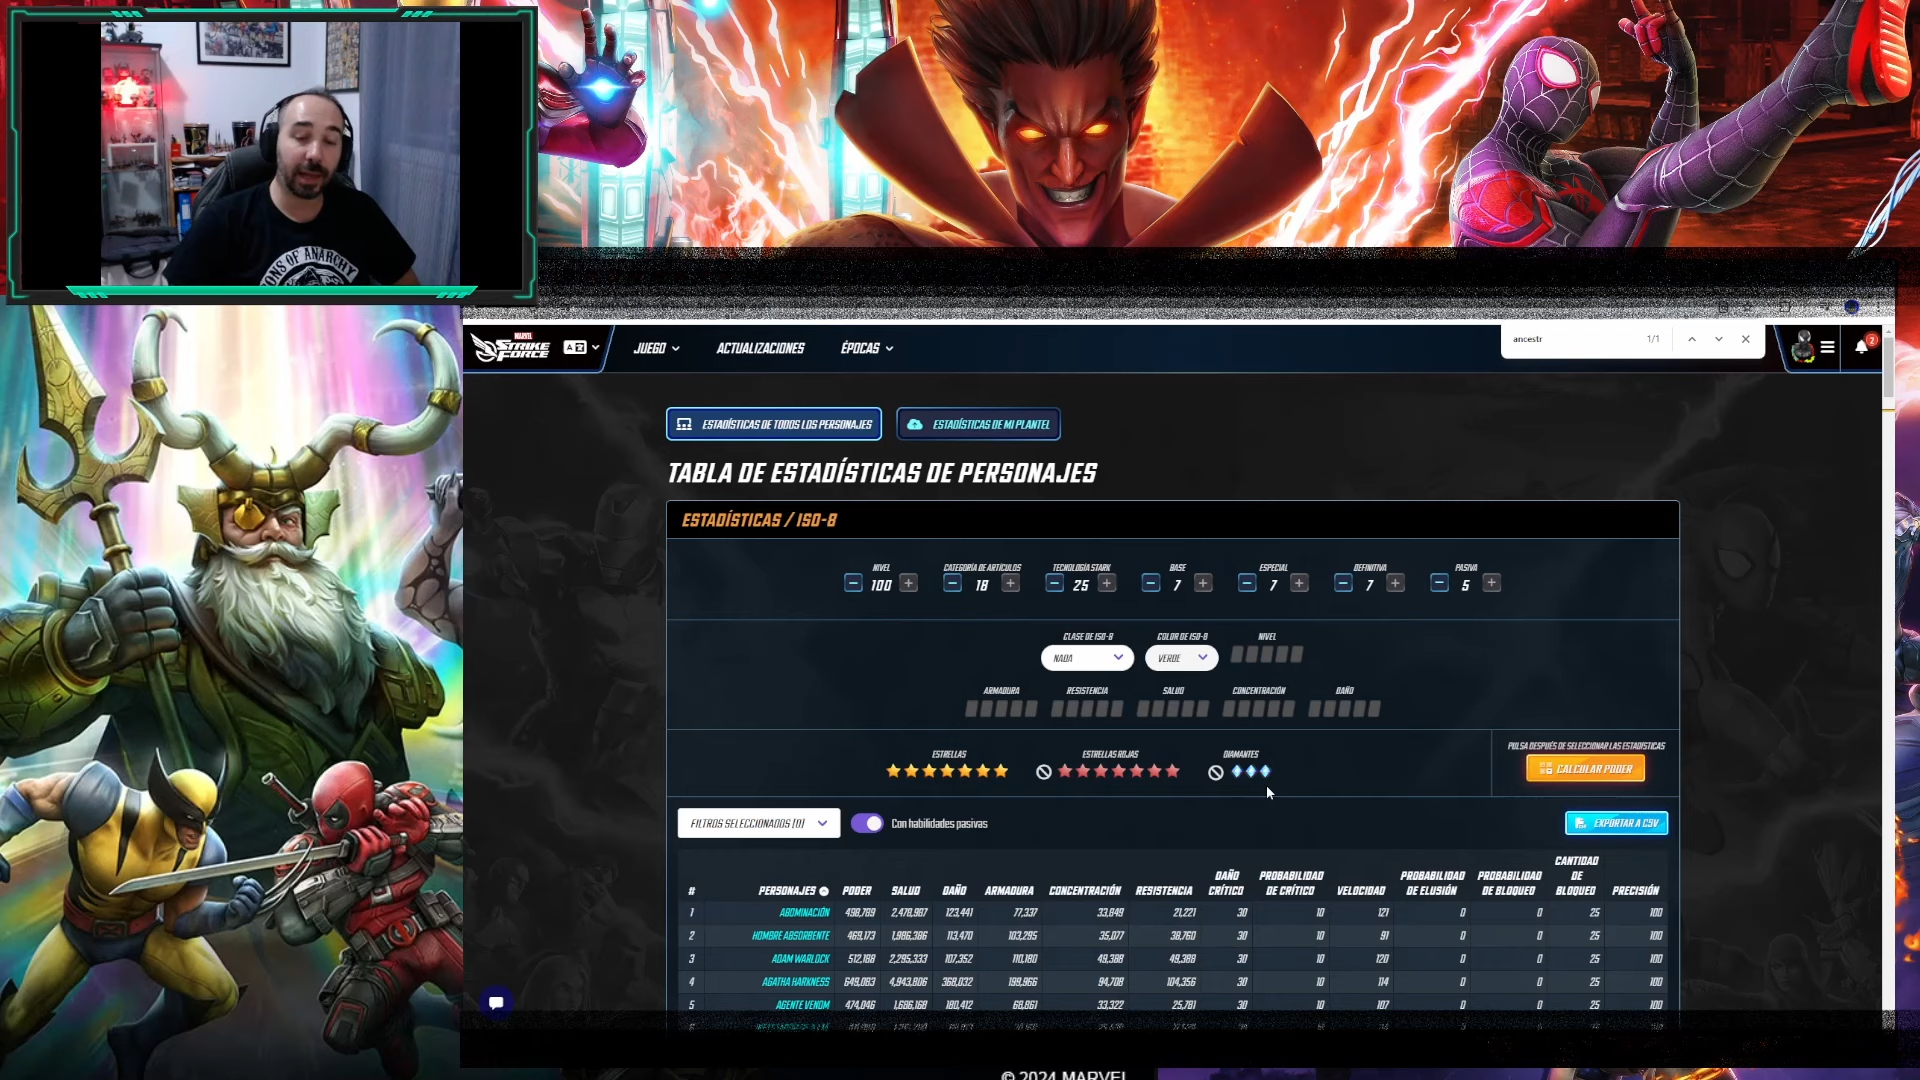 SONS OF ANARCHY
MARVEL
STRIKE FORCE
JUEGO
ACTUALIZACIONES
ÉPOCAS
ancestr
1/1
2
ESTADÍSTICAS DE TODOS LOS PERSONAJES
ESTADÍSTICAS DE MI PLANTEL
TABLA DE ESTADÍSTICAS DE PERSONAJES
ESTADÍSTICAS / ISO-8
NIVEL CATEGORÍA DE ARTÍCULOS TECNOLOGÍA STARK BASE ESPECIAL DEFINITIVA PASIVA
− 100 + − 18 + − 25 + − 7 + − 7 + − 7 + − 5 +
CLASE DE ISO-8 COLOR DE ISO-8 NIVEL
NADA VERDE
ARMADURA RESISTENCIA SALUD CONCENTRACIÓN DAÑO
ESTRELLAS ESTRELLAS ROJAS DIAMANTES
PULSA DESPUÉS DE SELECCIONAR LAS ESTADÍSTICAS
CALCULAR PODER
FILTROS SELECCIONADOS (0)
Con habilidades pasivas
EXPORTAR A CSV
# PERSONAJES PODER SALUD DAÑO ARMADURA CONCENTRACIÓN RESISTENCIA DAÑO CRÍTICO PROBABILIDAD DE CRÍTICO VELOCIDAD PROBABILIDAD DE ELUSIÓN PROBABILIDAD DE BLOQUEO CANTIDAD DE BLOQUEO PRECISIÓN
1 ABOMINACIÓN 498,769 2,478,987 123,441 77,337 33,649 21,221 30 10 121 0 0 25 100
2 HOMBRE ABSORBENTE 469,173 1,986,386 113,470 103,295 35,077 38,760 30 10 91 0 0 25 100
3 ADAM WARLOCK 512,188 2,295,333 107,352 110,180 49,388 49,388 30 10 120 0 0 25 100
4 AGATHA HARKNESS 649,083 4,943,806 368,032 199,966 94,708 104,356 30 10 114 0 0 25 100
5 AGENTE VENOM 474,046 1,686,168 180,412 68,861 33,322 25,781 30 10 107 0 0 25 100
© 2024 MARVEL